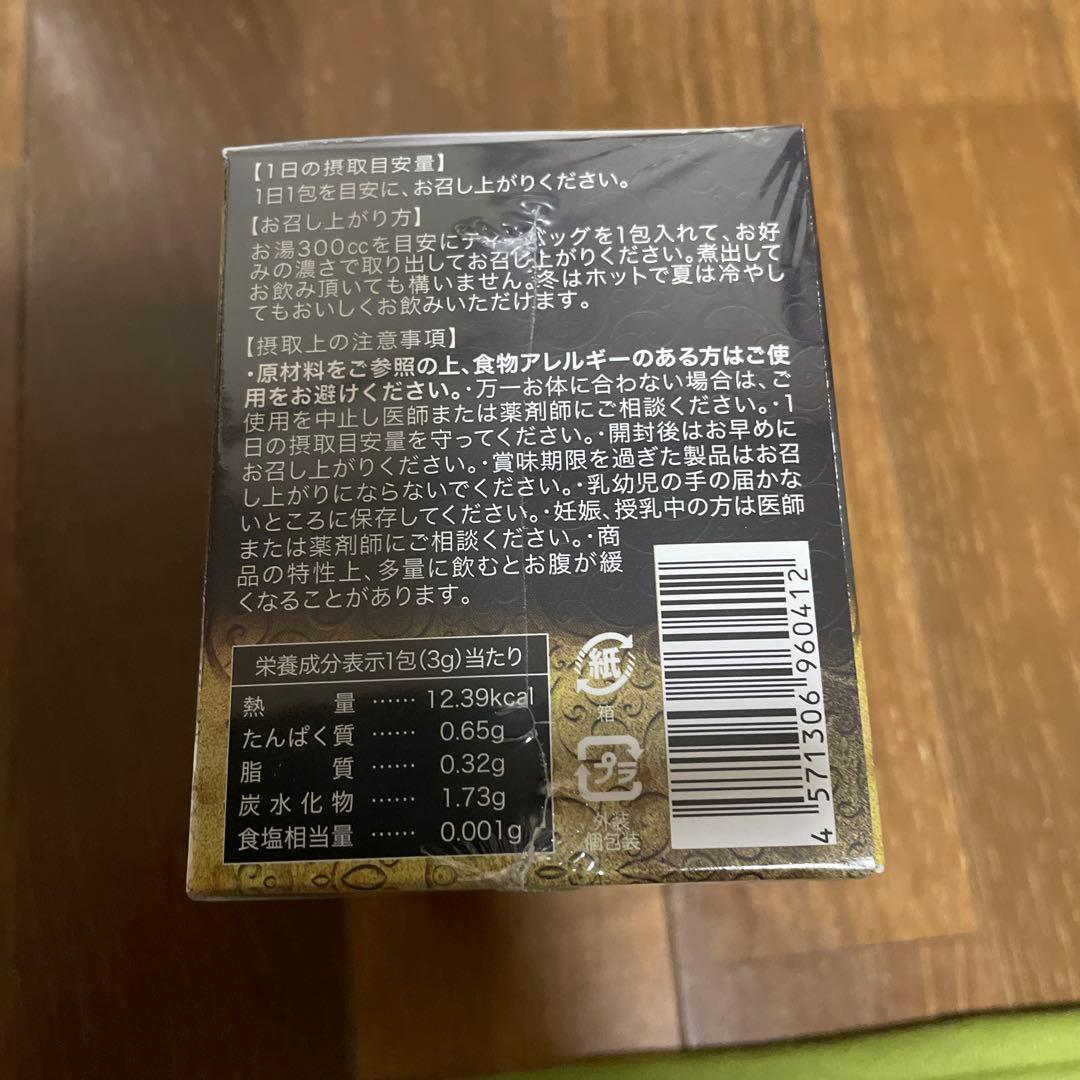 【1日の摂取目安量】
1日1包を目安に、お召し上がりください。
【お召し上がり方】
お湯300ccを目安にティーバッグを1包入れて、お好
みの濃さで取り出してお召し上がりください。煮出して
お飲み頂いても構いません。冬はホットで夏は冷やし
てもおいしくお飲みいただけます。
【摂取上の注意事項】
・原材料をご参照の上、食物アレルギーのある方はご使
用をお避けください。・万一お体に合わない場合は、ご
使用を中止し医師または薬剤師にご相談ください。・1
日の摂取目安量を守ってください。・開封後はお早めに
お召し上がりください。・賞味期限を過ぎた製品はお召
し上がりにならないでください。・乳幼児の手の届かな
いところに保存してください。・妊娠、授乳中の方は医師
または薬剤師にご相談ください。・商
品の特性上、多量に飲むとお腹が緩
くなることがあります。
栄養成分表示1包(3g)当たり
熱量……12.39kcal
たんぱく質……0.65g
脂質……0.32g
炭水化物……1.73g
食塩相当量……0.001g
紙
箱
プラ
外装
個包装
4 571306 960412